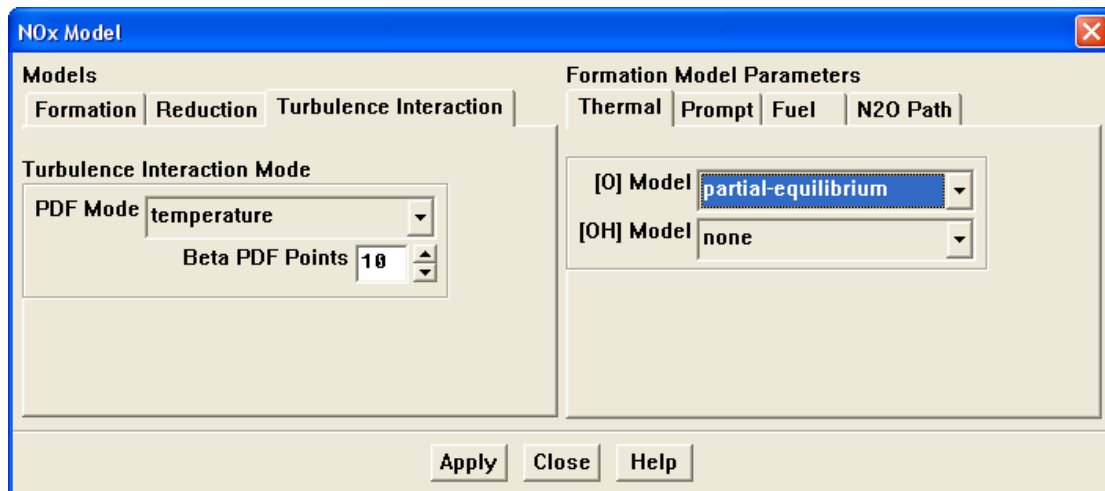 NOx Model
Models
Formation Reduction Turbulence Interaction
Turbulence Interaction Mode
PDF Mode temperature
Beta PDF Points 10
Formation Model Parameters
Thermal Prompt Fuel N2O Path
[O] Model partial-equilibrium
[OH] Model none
Apply Close Help